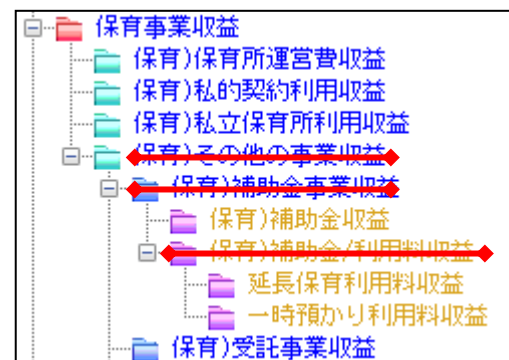 保育事業収益
保育)保育所運営費収益
保育)私的契約利用収益
保育)私立保育所利用収益
保育)その他の事業収益
保育)補助金事業収益
保育)補助金収益
保育)補助金/利用料収益
延長保育利用料収益
一時預かり利用料収益
保育)受託事業収益